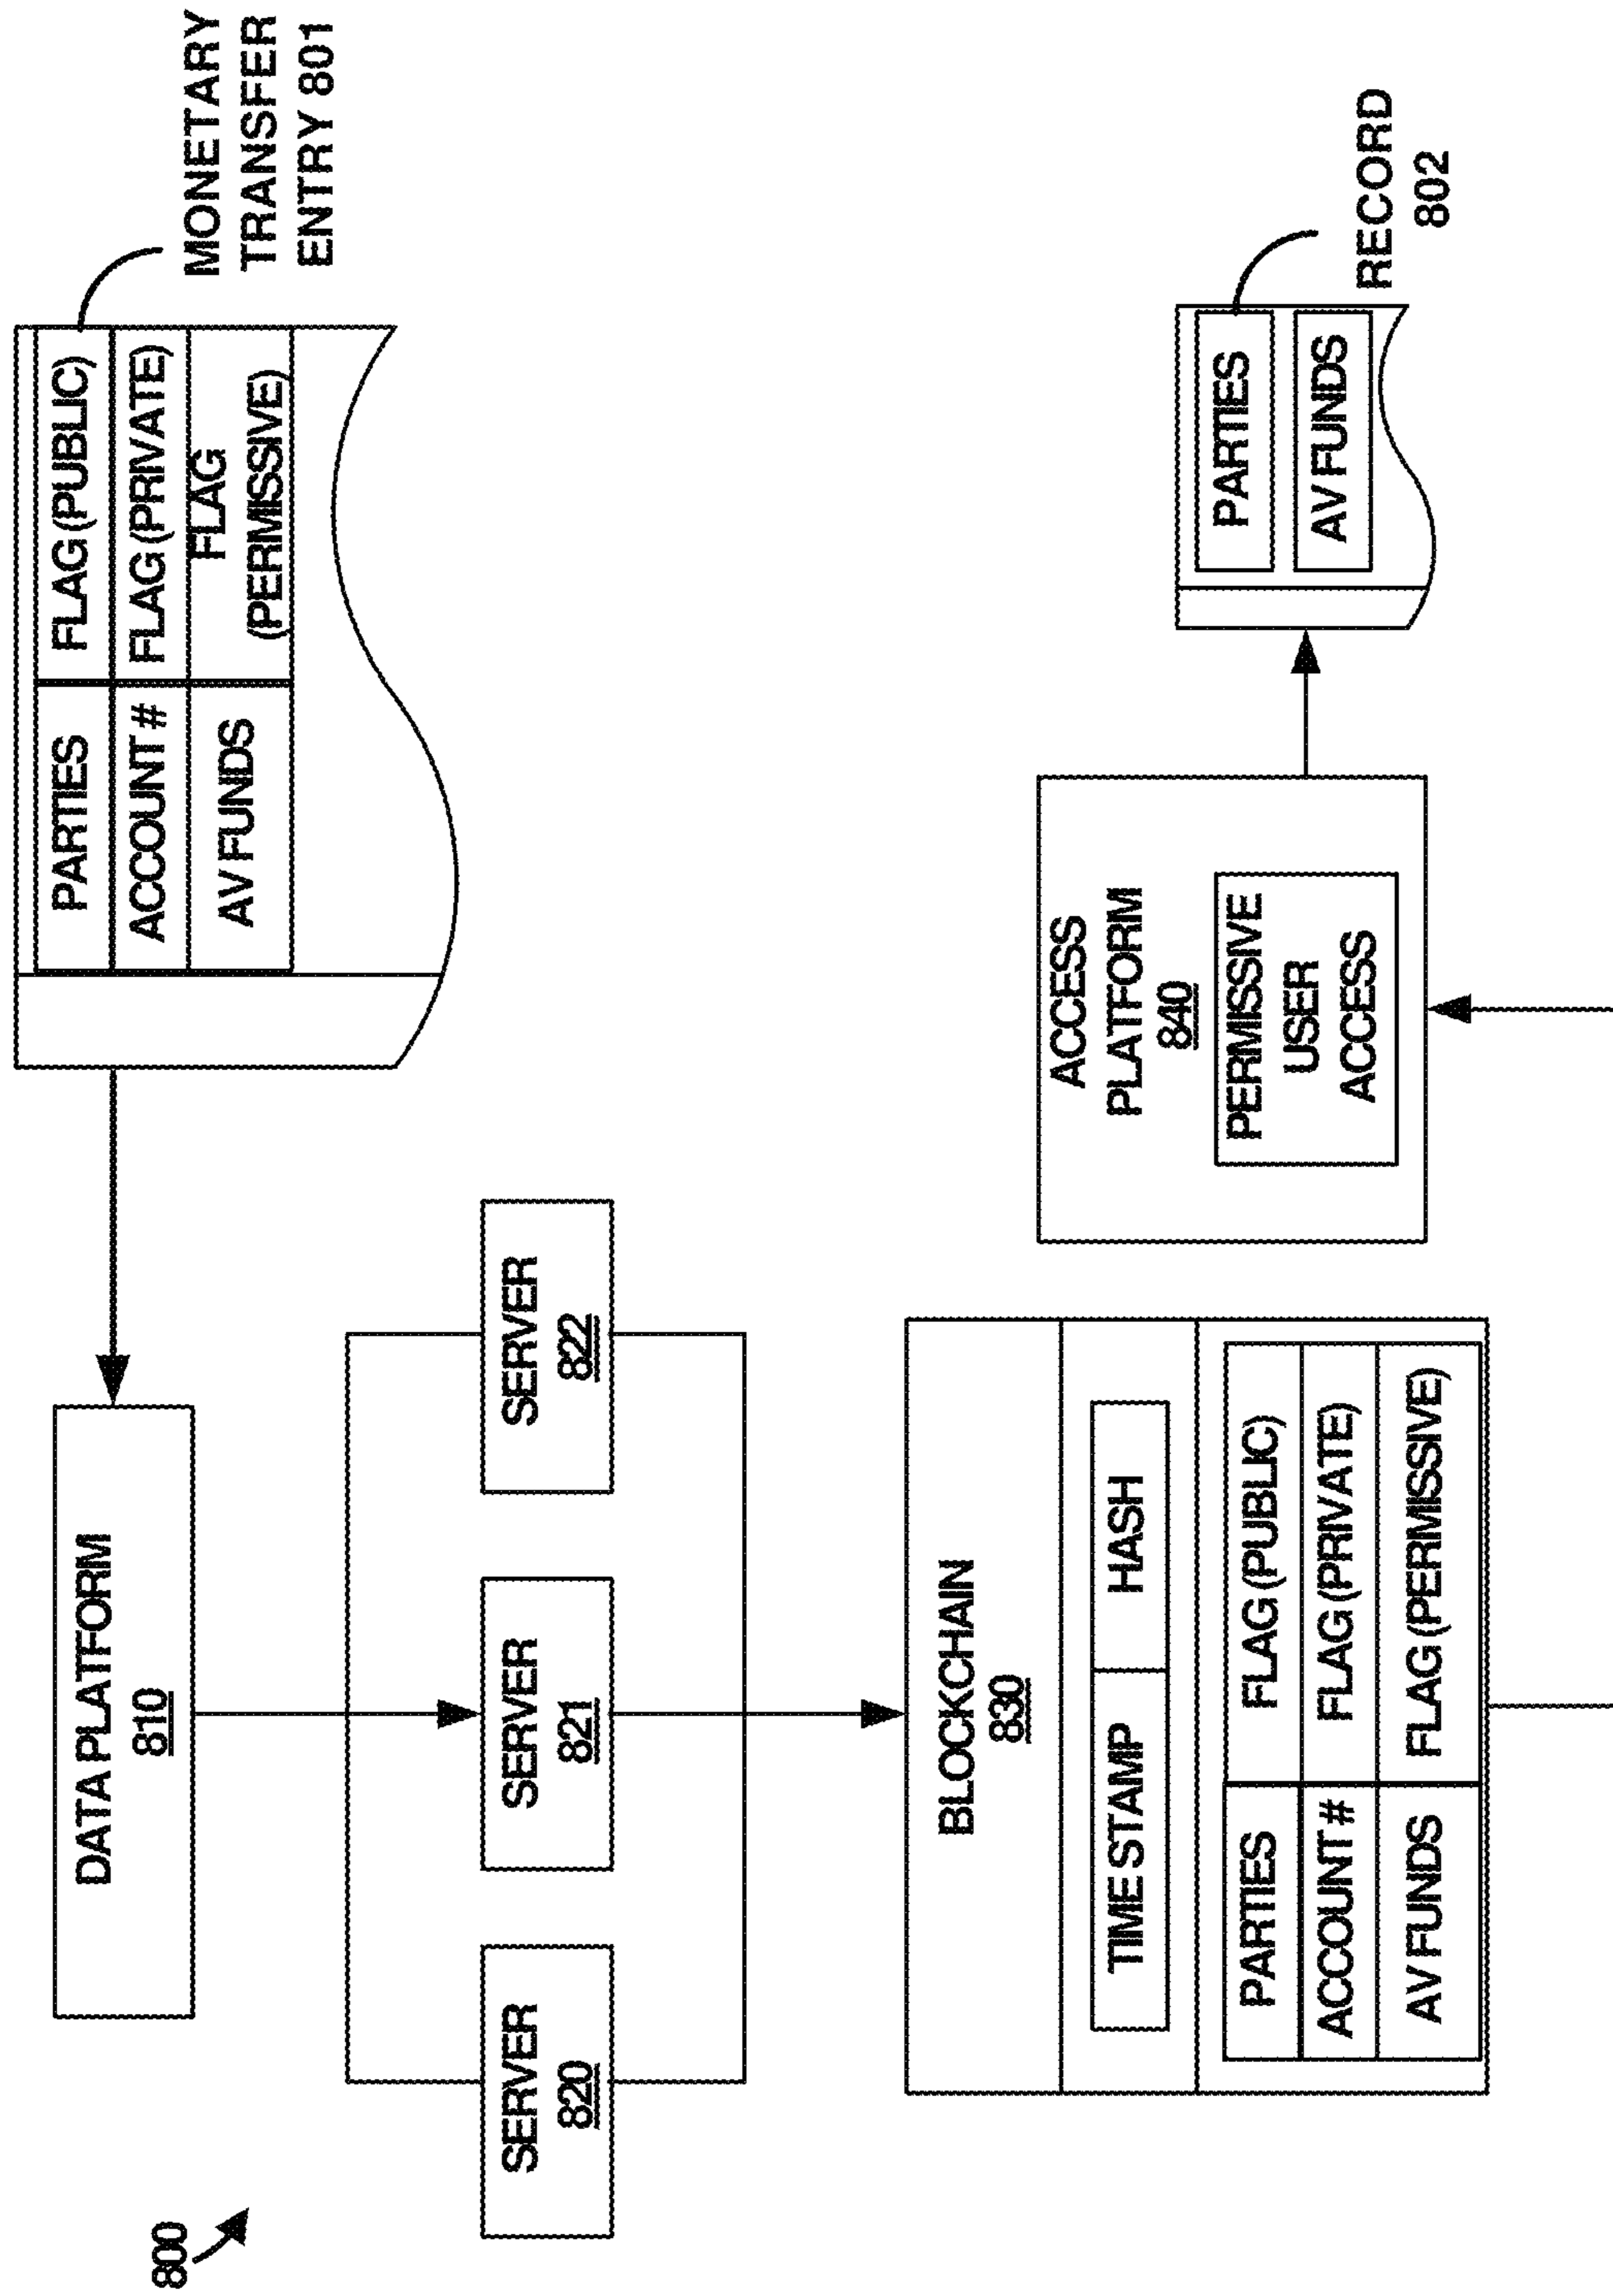 800
DATA PLATFORM
810
PARTIES
FLAG (PUBLIC)
ACCOUNT #
FLAG (PRIVATE)
AV FUNDS
FLAG
(PERMISSIVE)
MONETARY
TRANSFER
ENTRY 801
SERVER
820
SERVER
821
SERVER
822
BLOCKCHAIN
830
TIME STAMP
HASH
PARTIES
FLAG (PUBLIC)
ACCOUNT #
FLAG (PRIVATE)
AV FUNDS
FLAG (PERMISSIVE)
ACCESS
PLATFORM
840
PERMISSIVE
USER
ACCESS
PARTIES
AV FUNDS
RECORD
802